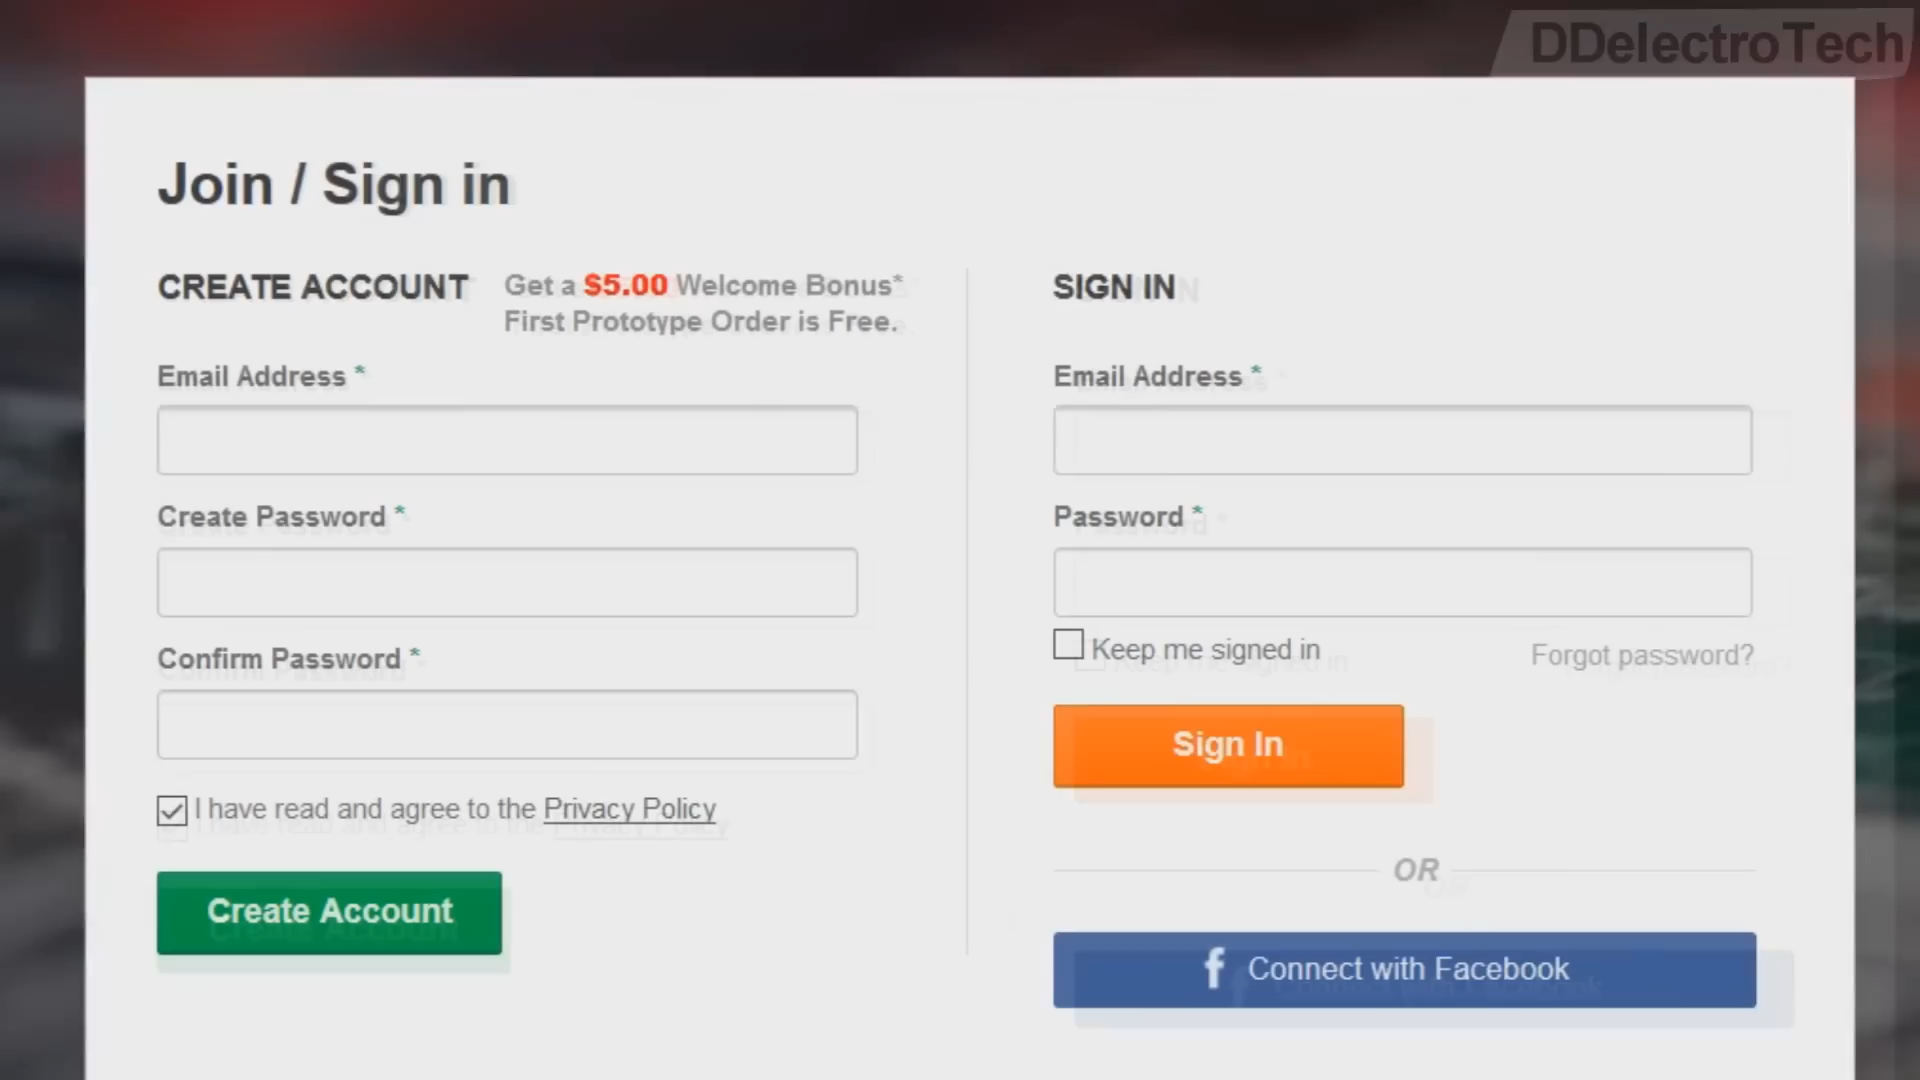 DDelectroTech
Join / Sign in
CREATE ACCOUNT
Get a $5.00 Welcome Bonus*
First Prototype Order is Free.
Email Address *
Create Password *
Confirm Password *
I have read and agree to the Privacy Policy
Create Account
SIGN IN
Email Address *
Password *
Keep me signed in
Forgot password?
Sign In
OR
f Connect with Facebook